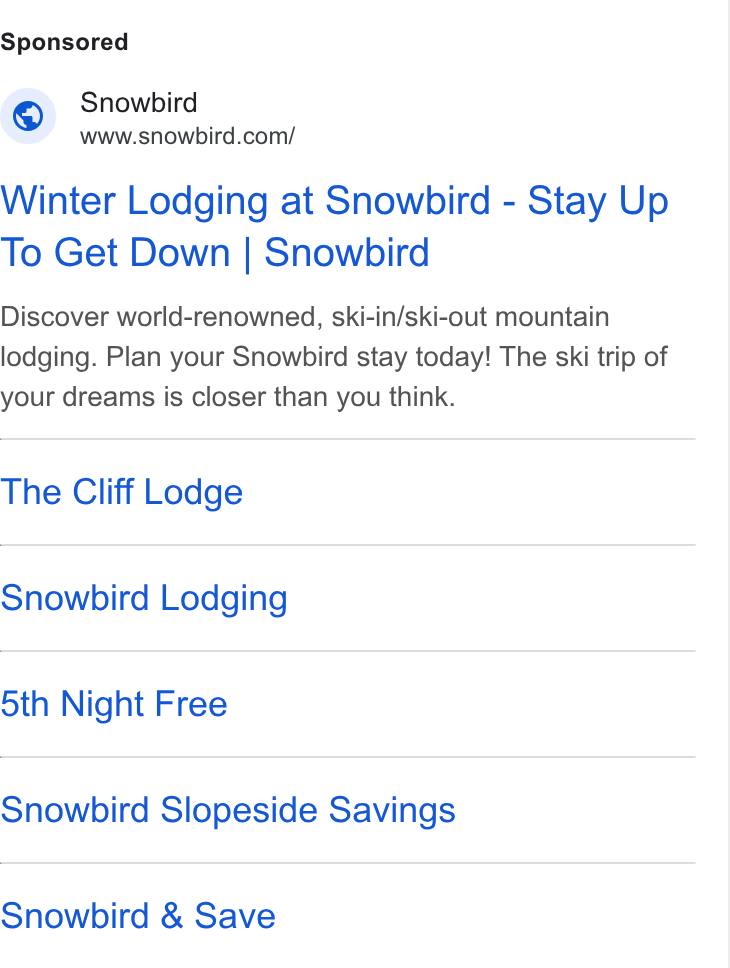 Sponsored
Snowbird
www.snowbird.com/
Winter Lodging at Snowbird - Stay Up
To Get Down | Snowbird
Discover world-renowned, ski-in/ski-out mountain
lodging. Plan your Snowbird stay today! The ski trip of
your dreams is closer than you think.
The Cliff Lodge
Snowbird Lodging
5th Night Free
Snowbird Slopeside Savings
Snowbird & Save